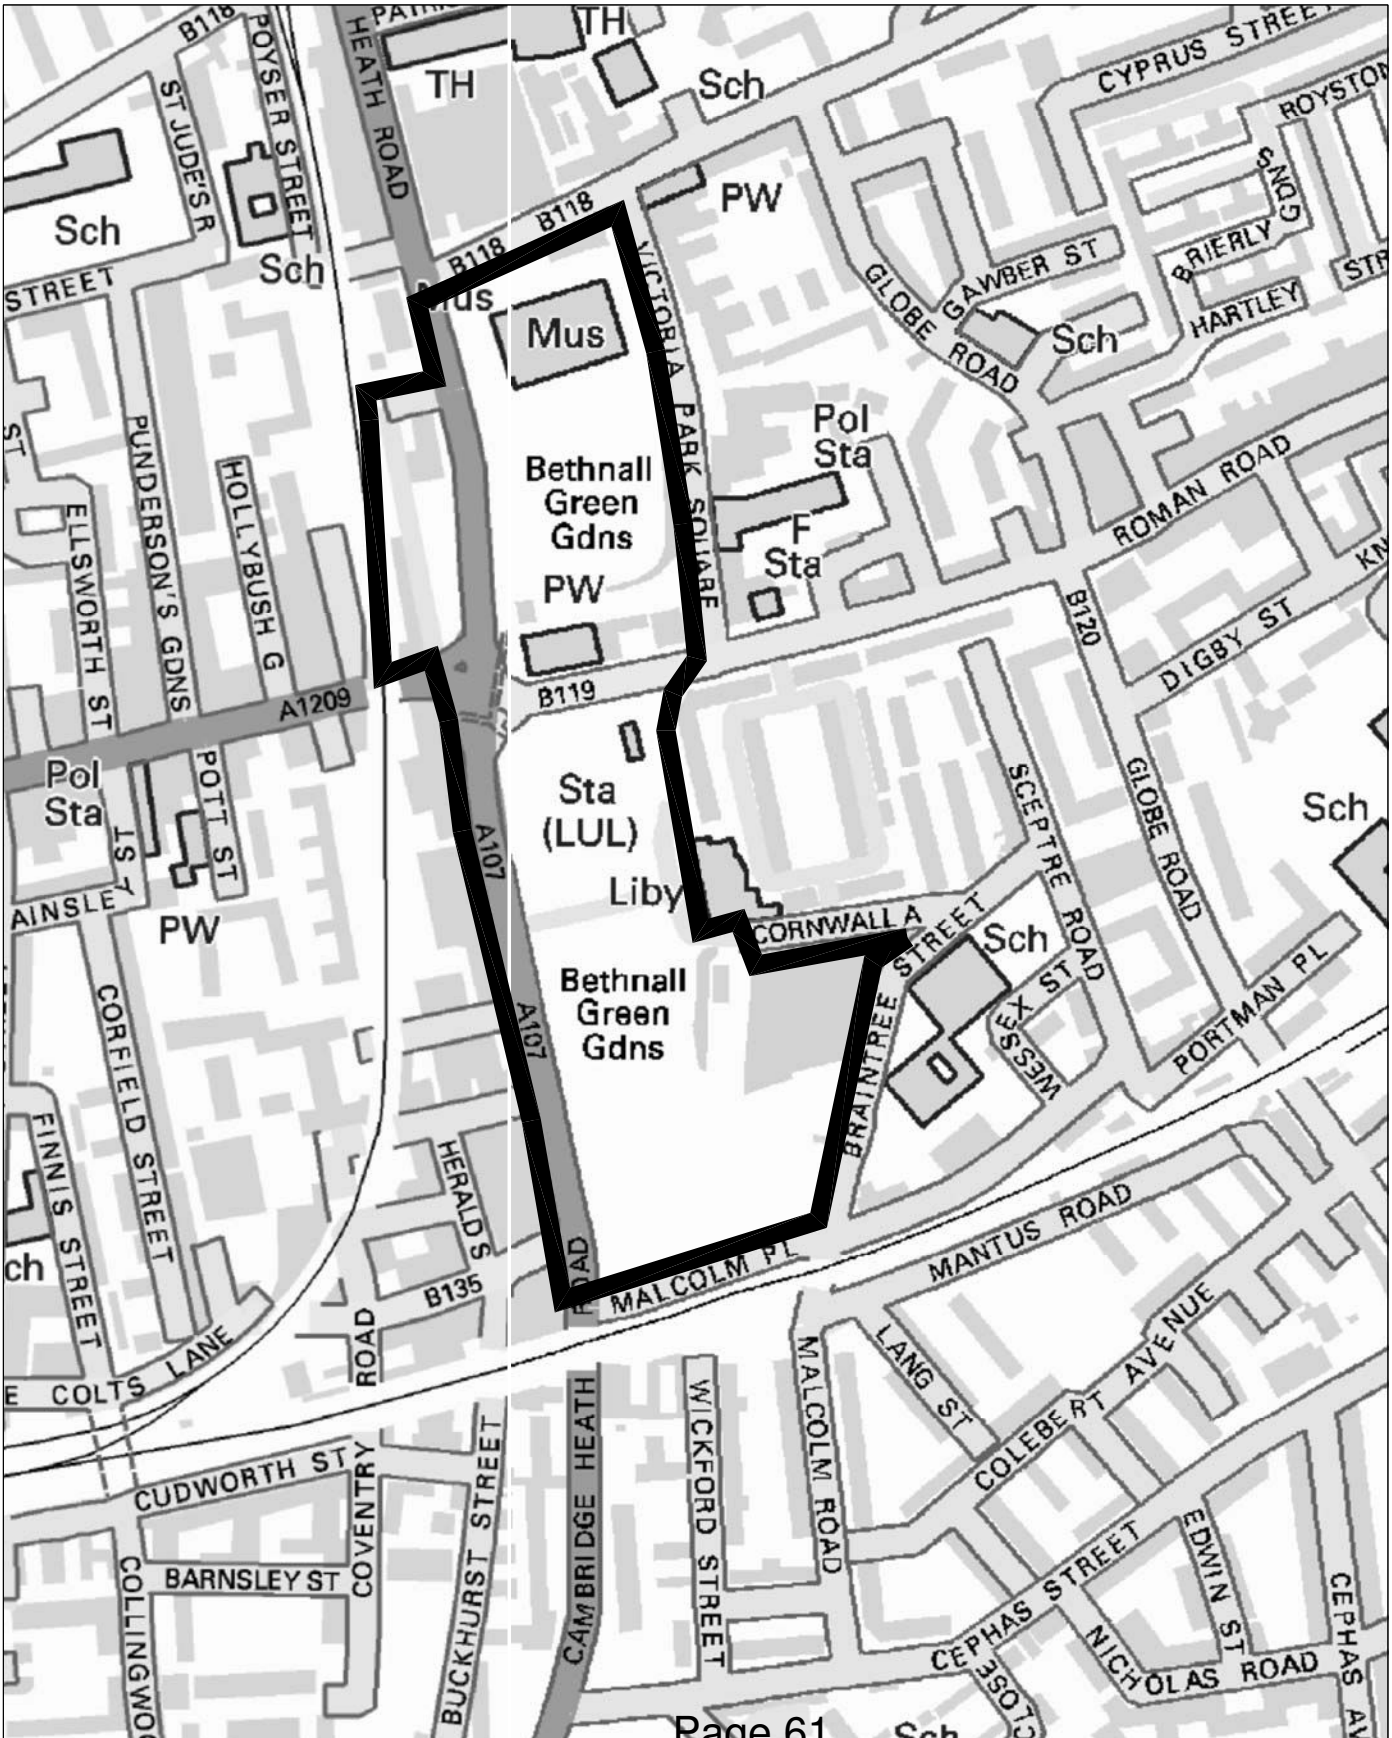 B118
POYSER STREET
HEATH ROAD
TH
TH
Sch
CYPRUS STREET
ROYSTON
ST JUDE'S R
Sch
Sch
PW
B118
B118
GDNS
BRIERLY
STREET
Mus
Mus
VICTORIA PARK SQUARE
GLOBE ROAD
GAWBER ST
Sch
HARTLEY
STR
ST
PUNDERSON'S GDNS
HOLLYBUSH G
ELLSWORTH ST
Bethnall
Green
Gdns
Pol
Sta
F
Sta
ROMAN ROAD
KN
PW
B120
DIGBY ST
A1209
B119
Pol
Sta
POTT ST
Sta
(LUL)
SCEPTRE ROAD
GLOBE ROAD
Sch
A107
Liby
AINSLEY ST
PW
CORNWALL A
Sch
Bethnall
Green
Gdns
A107
BRAINTREE STREET
WESSEX ST
PORTMAN PL
CORFIELD STREET
FINNIS STREET
HERALD S
ch
B135
ROAD
MALCOLM PL
MANTUS ROAD
E COLTS LANE
ROAD
LANG ST
COLEBERT AVENUE
WICKFORD STREET
MALCOLM ROAD
CAMBRIDGE HEATH
CUDWORTH ST
COVENTRY
BUCKHURST STREET
BARNSLEY ST
COLLINGWOO
CEPHAS STREET
EDWIN ST
CEPHAS AV
NICHOLAS ROAD
CLOSE
Page 61
Sch